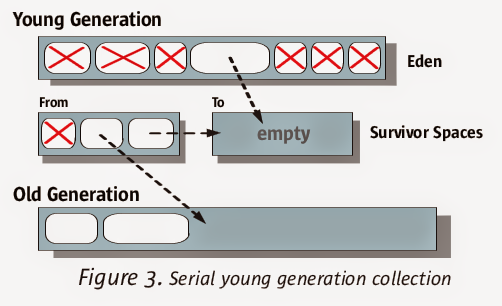 Young Generation
Eden
From
To
empty
Survivor Spaces
Old Generation
Figure 3. Serial young generation collection